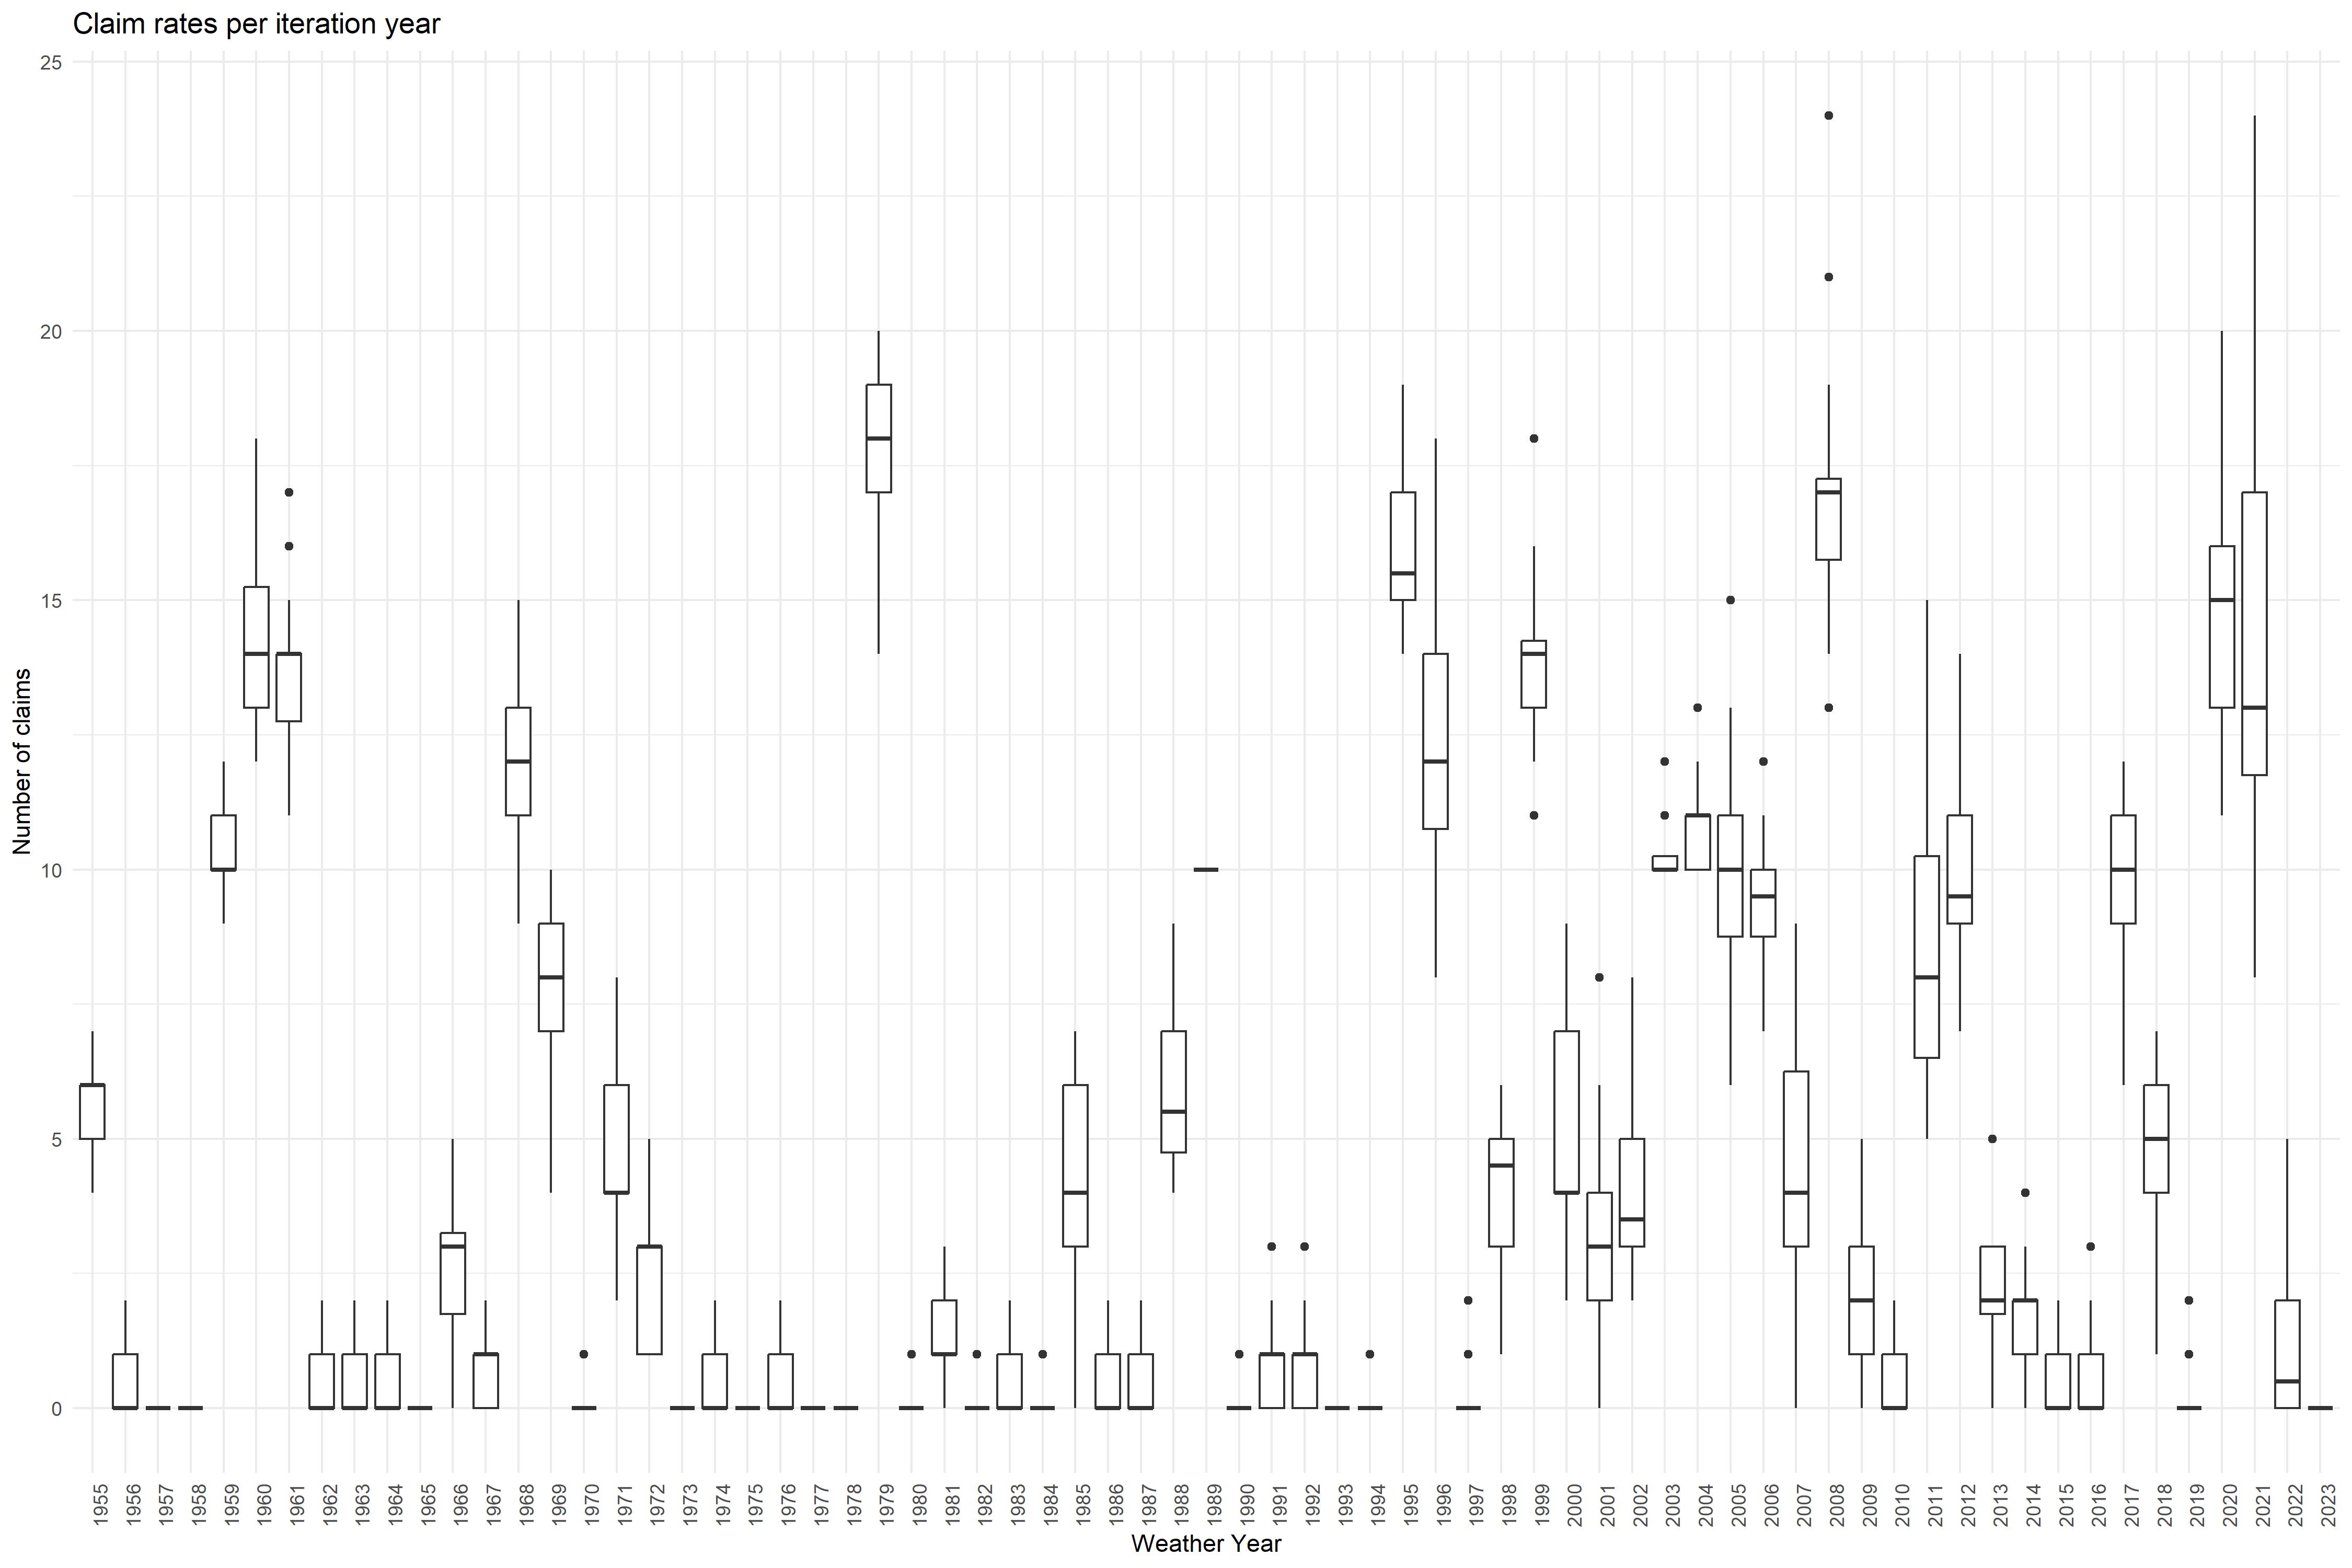 Claim rates per iteration year
25
20
15
10
5
0
Number of claims
1955 1956 1957 1958 1959 1960 1961 1962 1963 1964 1965 1966 1967 1968 1969 1970 1971 1972 1973 1974 1975 1976 1977 1978 1979 1980 1981 1982 1983 1984 1985 1986 1987 1988 1989 1990 1991 1992 1993 1994 1995 1996 1997 1998 1999 2000 2001 2002 2003 2004 2005 2006 2007 2008 2009 2010 2011 2012 2013 2014 2015 2016 2017 2018 2019 2020 2021 2022 2023
Weather Year